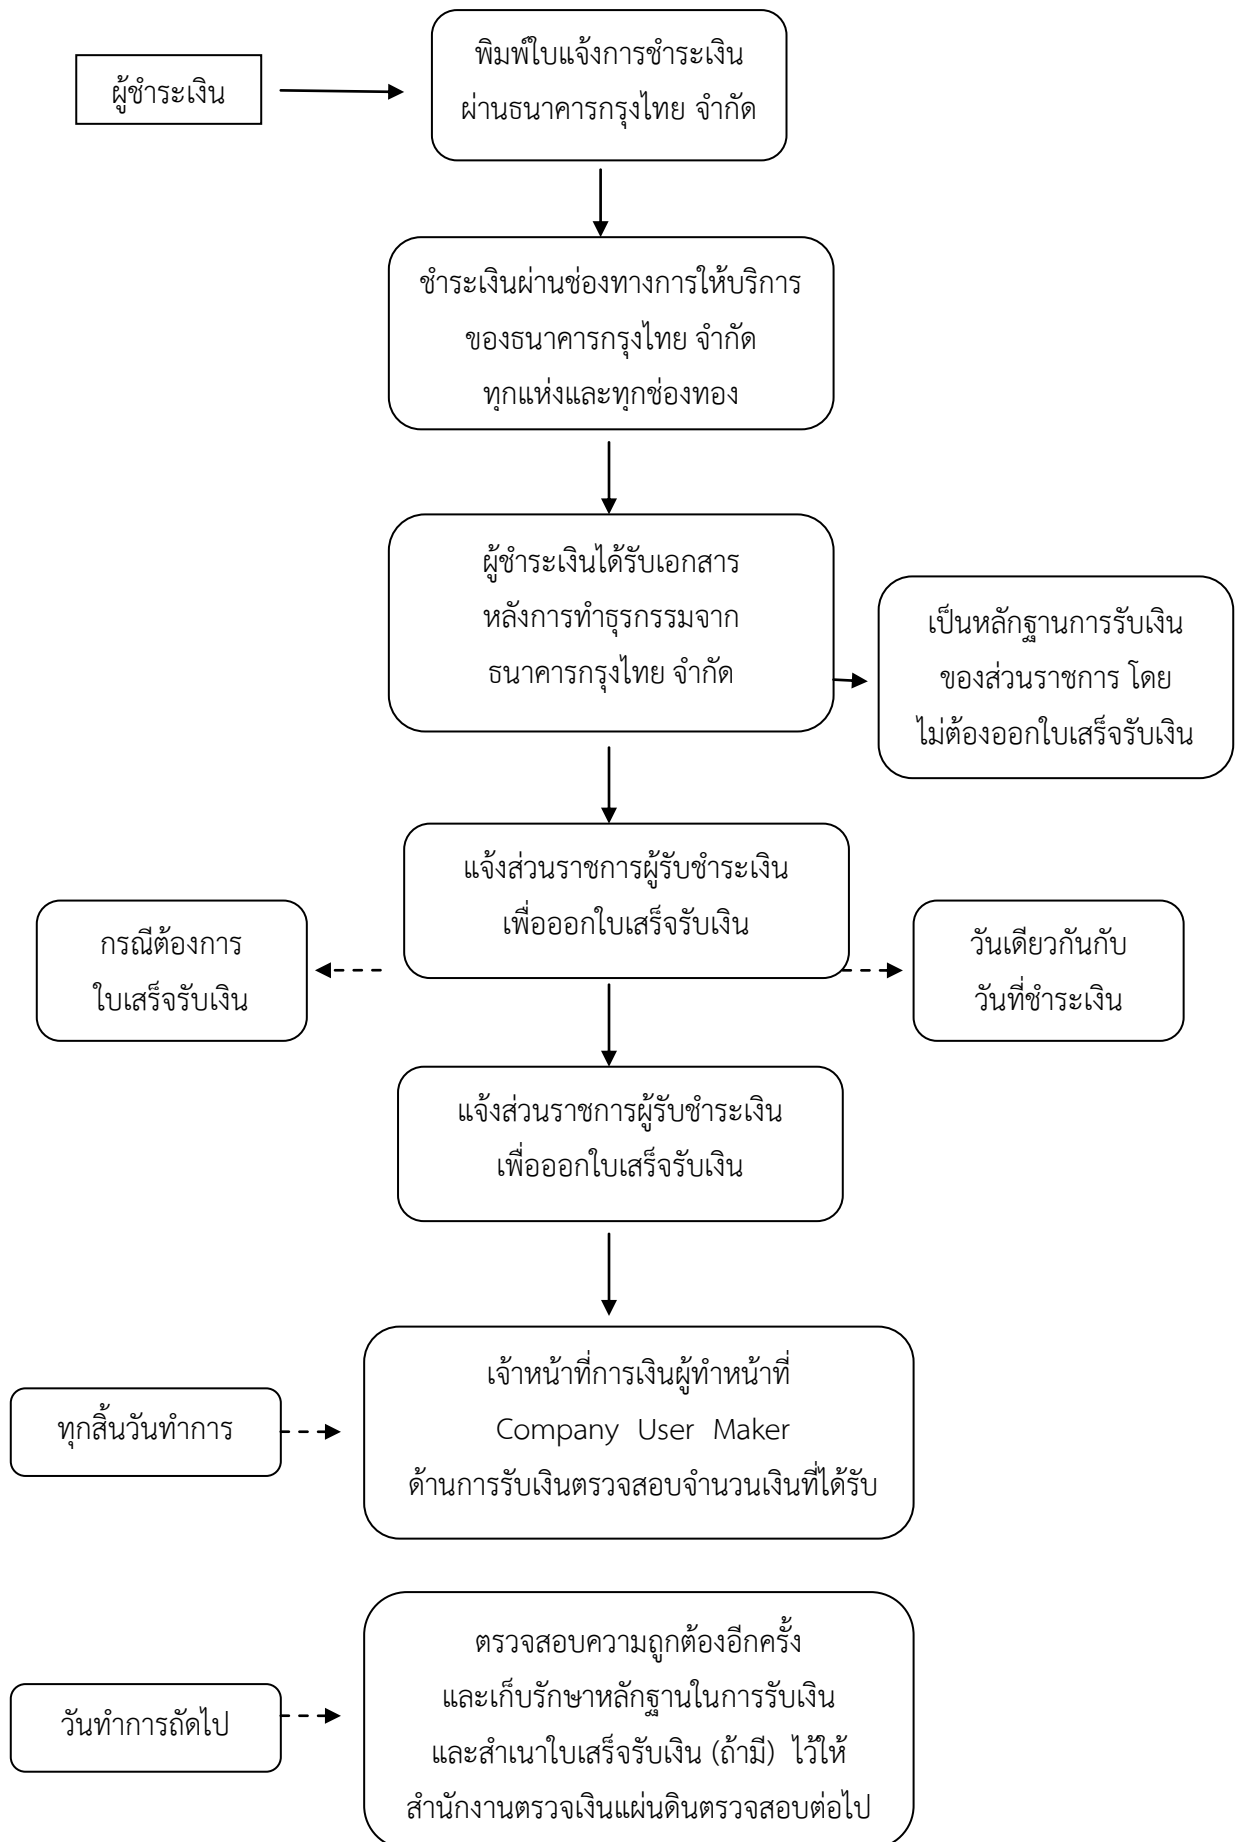 ผู้ชำระเงิน
พิมพ์ใบแจ้งการชำระเงิน
ผ่านธนาคารกรุงไทย จำกัด
ชำระเงินผ่านช่องทางการให้บริการ
ของธนาคารกรุงไทย จำกัด
ทุกแห่งและทุกช่องทอง
ผู้ชำระเงินได้รับเอกสาร
หลังการทำธุรกรรมจาก
ธนาคารกรุงไทย จำกัด
เป็นหลักฐานการรับเงิน
ของส่วนราชการ โดย
ไม่ต้องออกใบเสร็จรับเงิน
แจ้งส่วนราชการผู้รับชำระเงิน
เพื่อออกใบเสร็จรับเงิน
กรณีต้องการ
ใบเสร็จรับเงิน
วันเดียวกันกับ
วันที่ชำระเงิน
แจ้งส่วนราชการผู้รับชำระเงิน
เพื่อออกใบเสร็จรับเงิน
ทุกสิ้นวันทำการ
เจ้าหน้าที่การเงินผู้ทำหน้าที่
Company User Maker
ด้านการรับเงินตรวจสอบจำนวนเงินที่ได้รับ
วันทำการถัดไป
ตรวจสอบความถูกต้องอีกครั้ง
และเก็บรักษาหลักฐานในการรับเงิน
และสำเนาใบเสร็จรับเงิน (ถ้ามี) ไว้ให้
สำนักงานตรวจเงินแผ่นดินตรวจสอบต่อไป